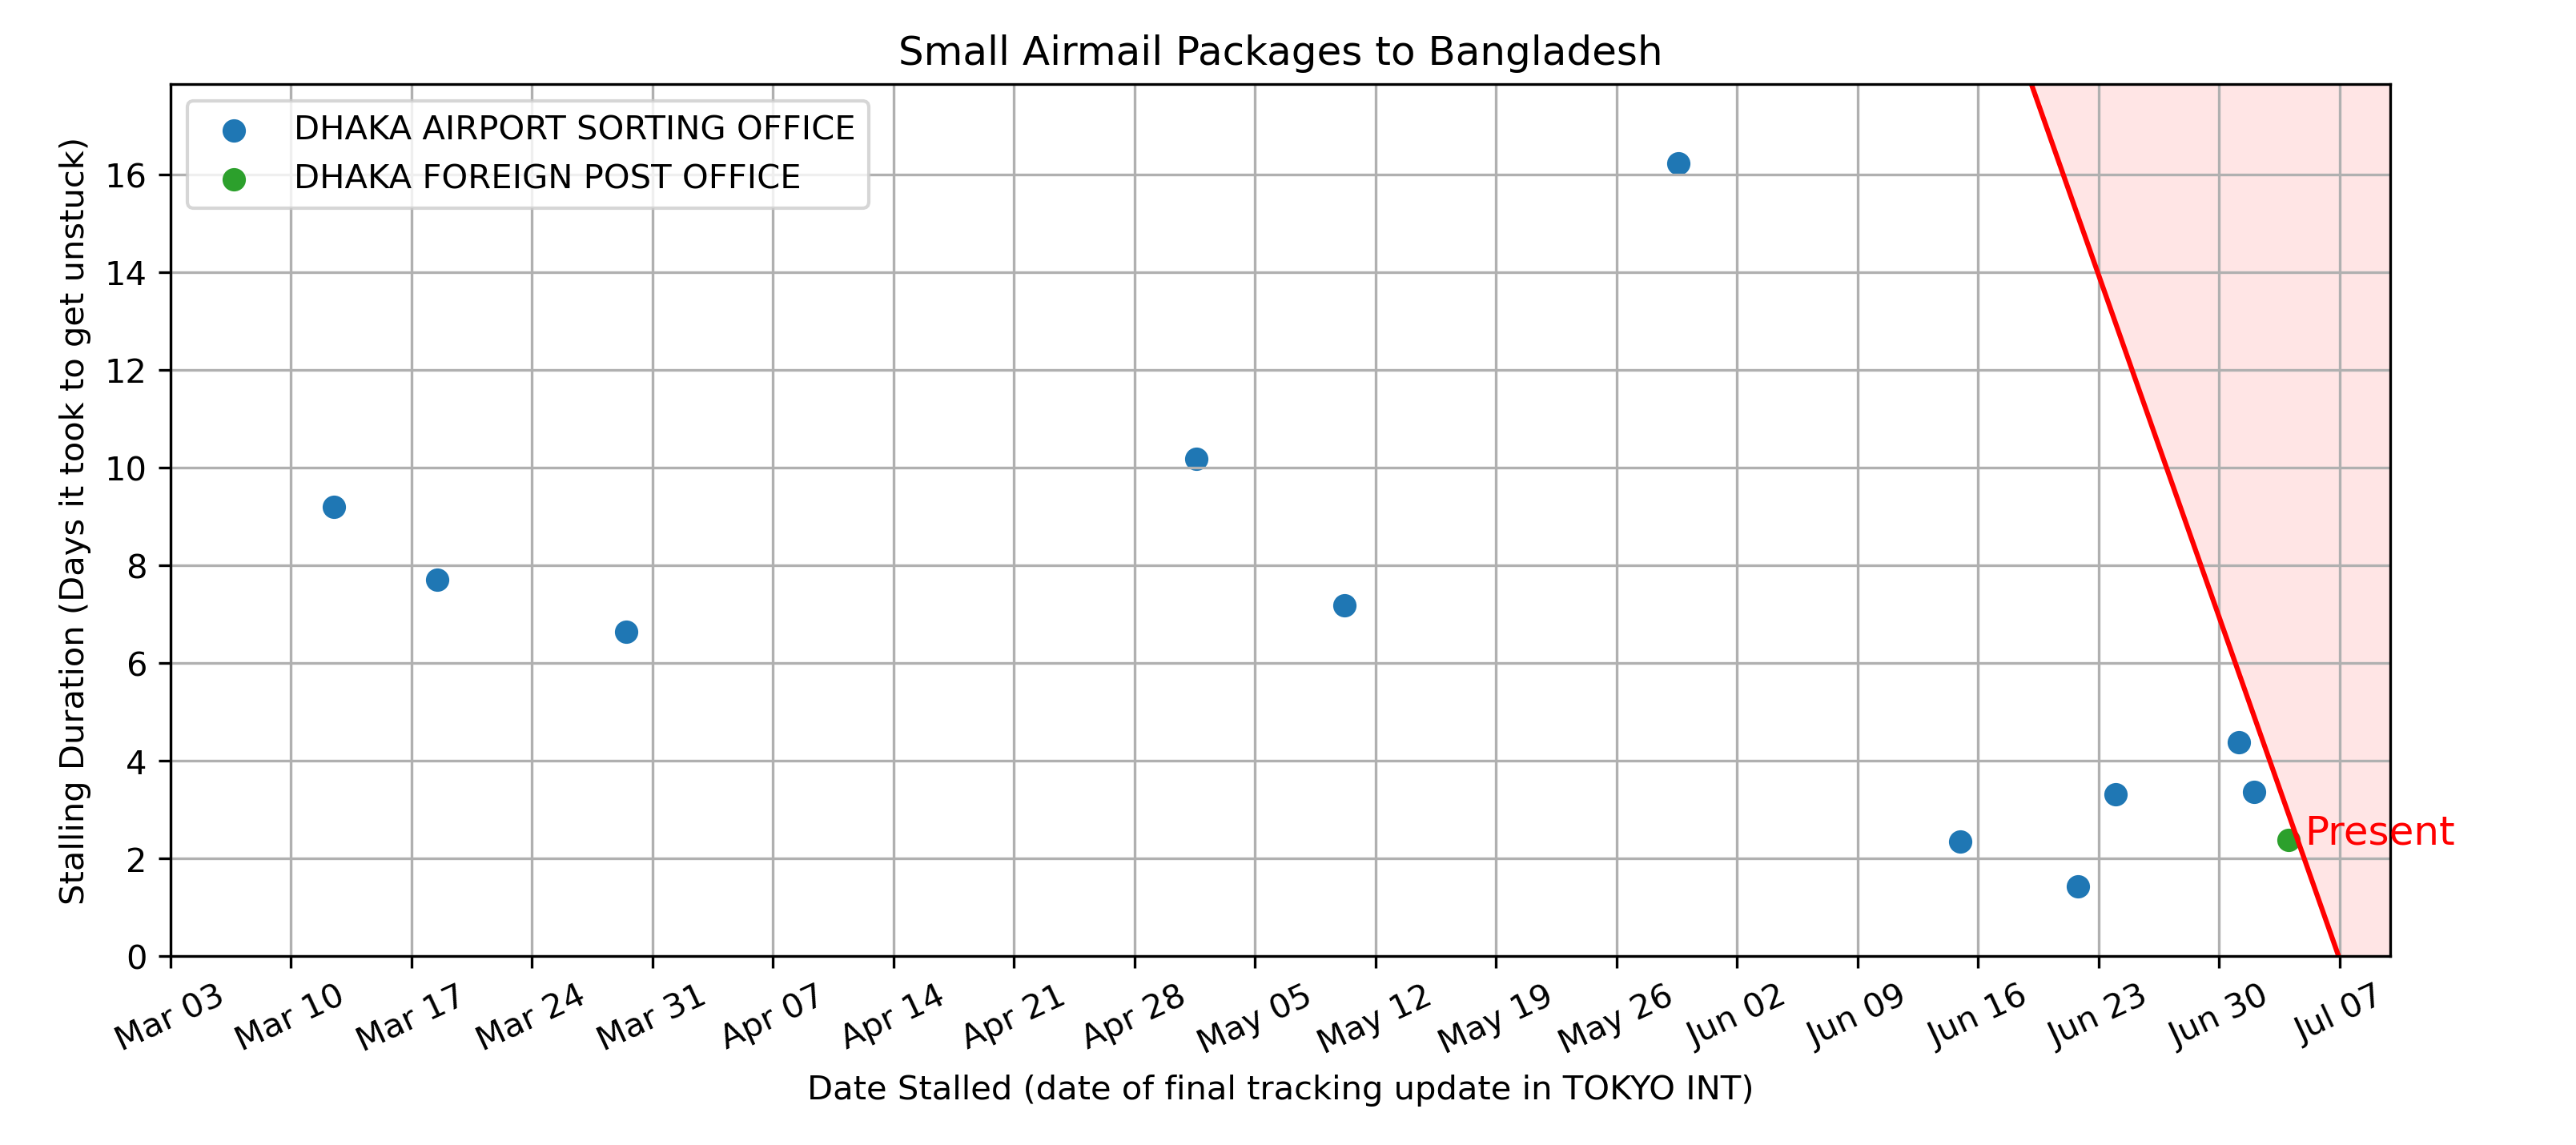 Small Airmail Packages to Bangladesh
DHAKA AIRPORT SORTING OFFICE
DHAKA FOREIGN POST OFFICE
Stalling Duration (Days it took to get unstuck)
16
14
12
10
8
6
4
2
0
Present
Mar 03 Mar 10 Mar 17 Mar 24 Mar 31 Apr 07 Apr 14 Apr 21 Apr 28 May 05 May 12 May 19 May 26 Jun 02 Jun 09 Jun 16 Jun 23 Jun 30 Jul 07
Date Stalled (date of final tracking update in TOKYO INT)